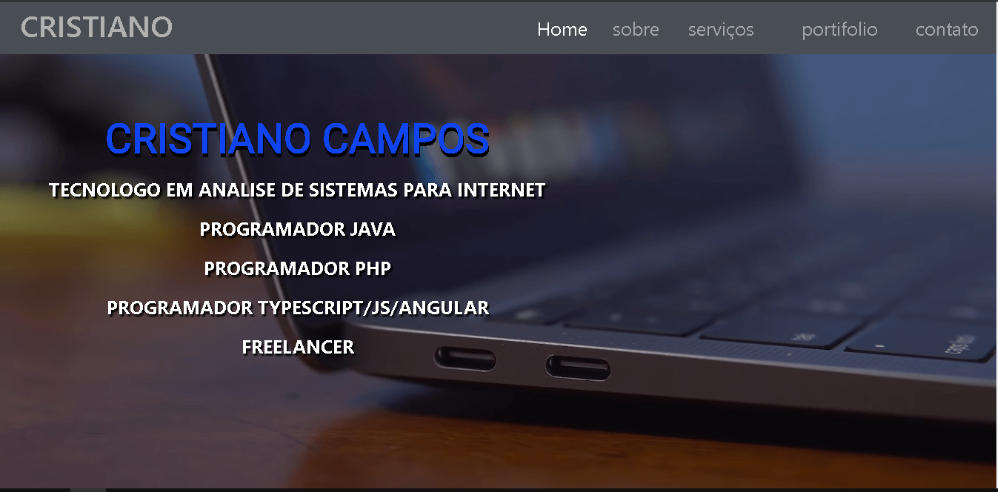 CRISTIANO
Home sobre serviços portifolio contato
CRISTIANO CAMPOS
TECNOLOGO EM ANALISE DE SISTEMAS PARA INTERNET
PROGRAMADOR JAVA
PROGRAMADOR PHP
PROGRAMADOR TYPESCRIPT/JS/ANGULAR
FREELANCER